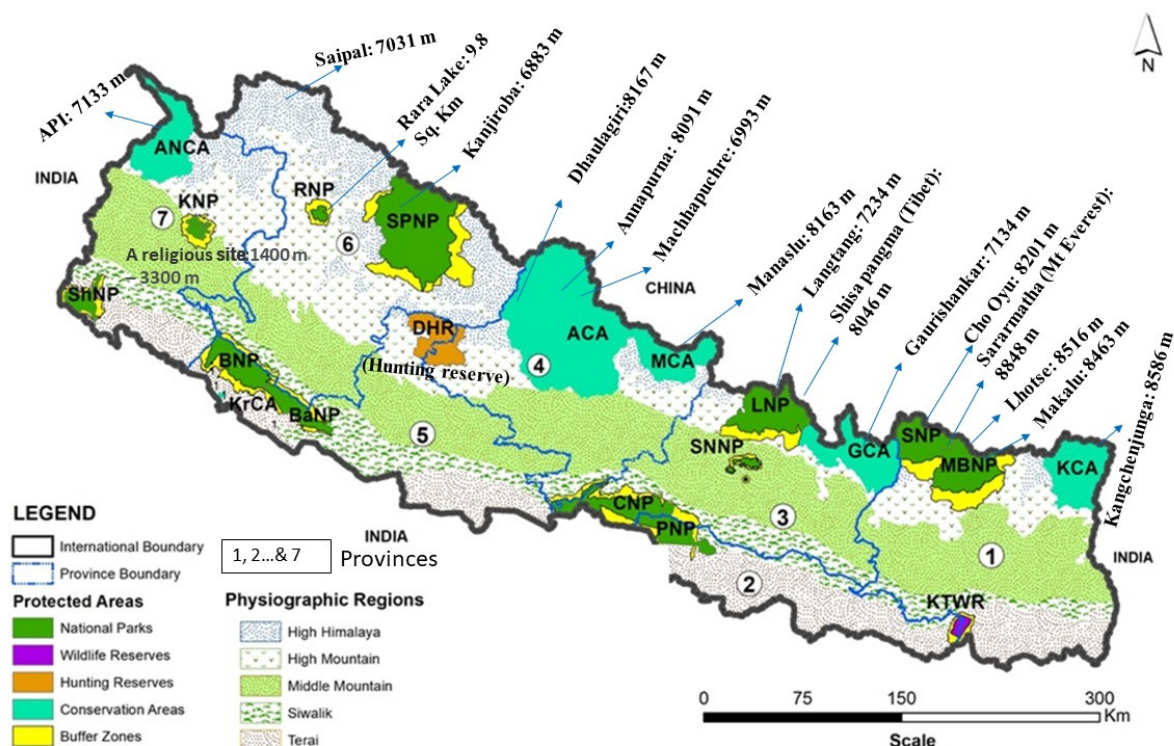 Saipal: 7031 m
API: 7133 m
Rara Lake: 9.8
Sq. Km
Kanjiroba: 6883 m
Dhaulagiri:8167 m
Annapurna: 8091 m
Machhapuchre: 6993 m
Manaslu: 8163 m
Langtang: 7234 m
Shisa pangma (Tibet):
8046 m
Gaurishankar: 7134 m
Cho Oyu: 8201 m
Sararmatha (Mt Everest):
8848 m
Lhotse: 8516 m
Makalu: 8463 m
Kangchenjunga: 8586 m
N
ANCA
INDIA
KNP
RNP
SPNP
7
6
A religious site:1400 m
– 3300 m
ShNP
CHINA
DHR
(Hunting reserve)
ACA
4
MCA
BNP
KrCA
BaNP
5
LNP
SNNP
GCA
SNP
MBNP
KCA
CNP
PNP
3
1
2
INDIA
INDIA
KTWR
LEGEND
International Boundary
Province Boundary
1, 2...& 7
Provinces
Protected Areas
National Parks
Wildlife Reserves
Hunting Reserves
Conservation Areas
Buffer Zones
Physiographic Regions
High Himalaya
High Mountain
Middle Mountain
Siwalik
Terai
0 75 150 300
Km
Scale